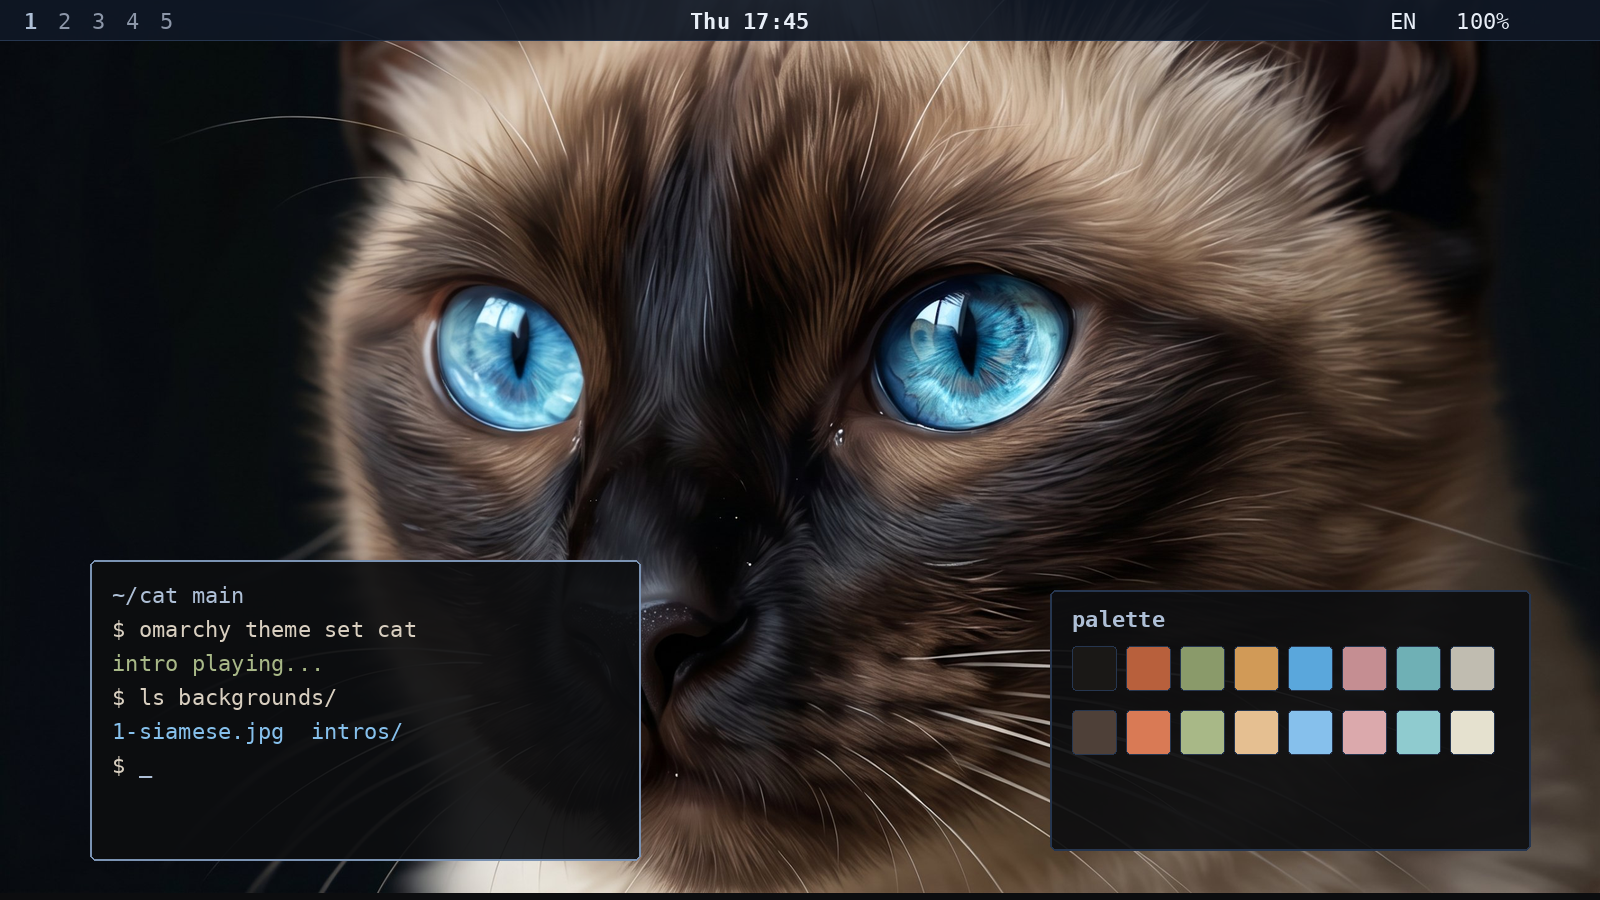 1 2 3 4 5
Thu 17:45
EN 100%
~/cat main
$ omarchy theme set cat
intro playing...
$ ls backgrounds/
1-siamese.jpg intros/
$ _
palette